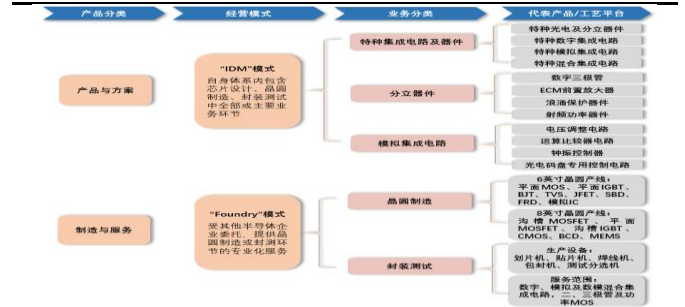 产品分类
经营模式
业务分类
代表产品/工艺平台
产品与方案
"IDM"模式
自身体系内包含
芯片设计、晶圆
制造、封装测试
中全部或主要业
务环节
特种集成电路及器件
特种光电及分立器件
特种数字集成电路
特种模拟集成电路
特种混合集成电路
分立器件
数字三极管
ECM前置放大器
浪涌保护器件
射频功率器件
模拟集成电路
电压调整电路
运算比较器电路
钟振控制器
光电码盘专用控制电路
制造与服务
"Foundry"模式
受其他半导体企
业委托，提供晶
圆制造或封测环
节的专业化服务
晶圆制造
6英寸晶圆产线：
平面MOS、平面IGBT、
BJT、TVS、JFET、SBD、
FRD、模拟IC
8英寸晶圆产线：
沟槽MOSFET、平面
MOSFET、沟槽IGBT、
CMOS、BCD、MEMS
封装测试
生产设备：
划片机、贴片机、焊线机、
包封机、测试分选机
服务范围：
数字、模拟及数模混合集
成电路，二、三极管及功
率MOS